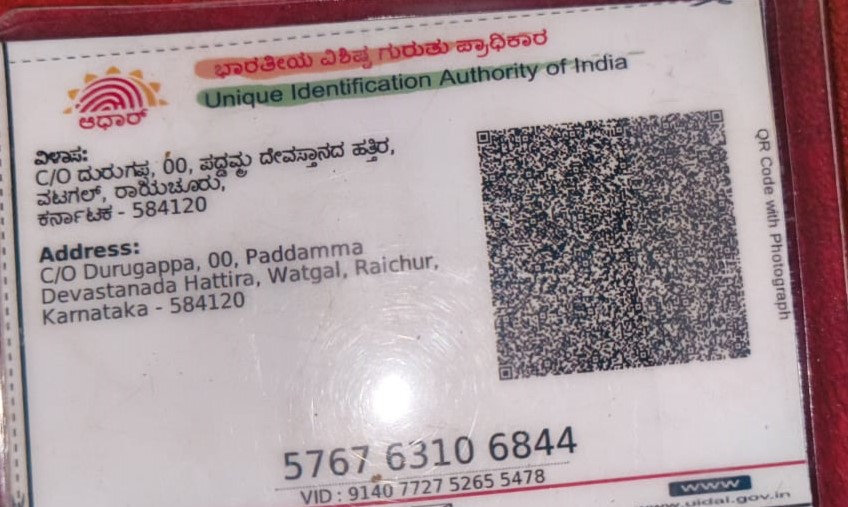 ಭಾರತೀಯ ವಿಶಿಷ್ಟ ಗುರುತು ಪ್ರಾಧಿಕಾರ
Unique Identification Authority of India
ಆಧಾರ್
ವಿಳಾಸ:
C/O ದುರುಗಪ್ಪ, 00, ಪದ್ದಮ್ಮ ದೇವಸ್ತಾನದ ಹತ್ತಿರ,
ವಟಗಲ್, ರಾಯಚೂರು,
ಕರ್ನಾಟಕ - 584120
Address:
C/O Durugappa, 00, Paddamma
Devastanada Hattira, Watgal, Raichur,
Karnataka - 584120
QR Code with Photograph
5767 6310 6844
VID : 9140 7727 5265 5478
www
www.uidai.gov.in